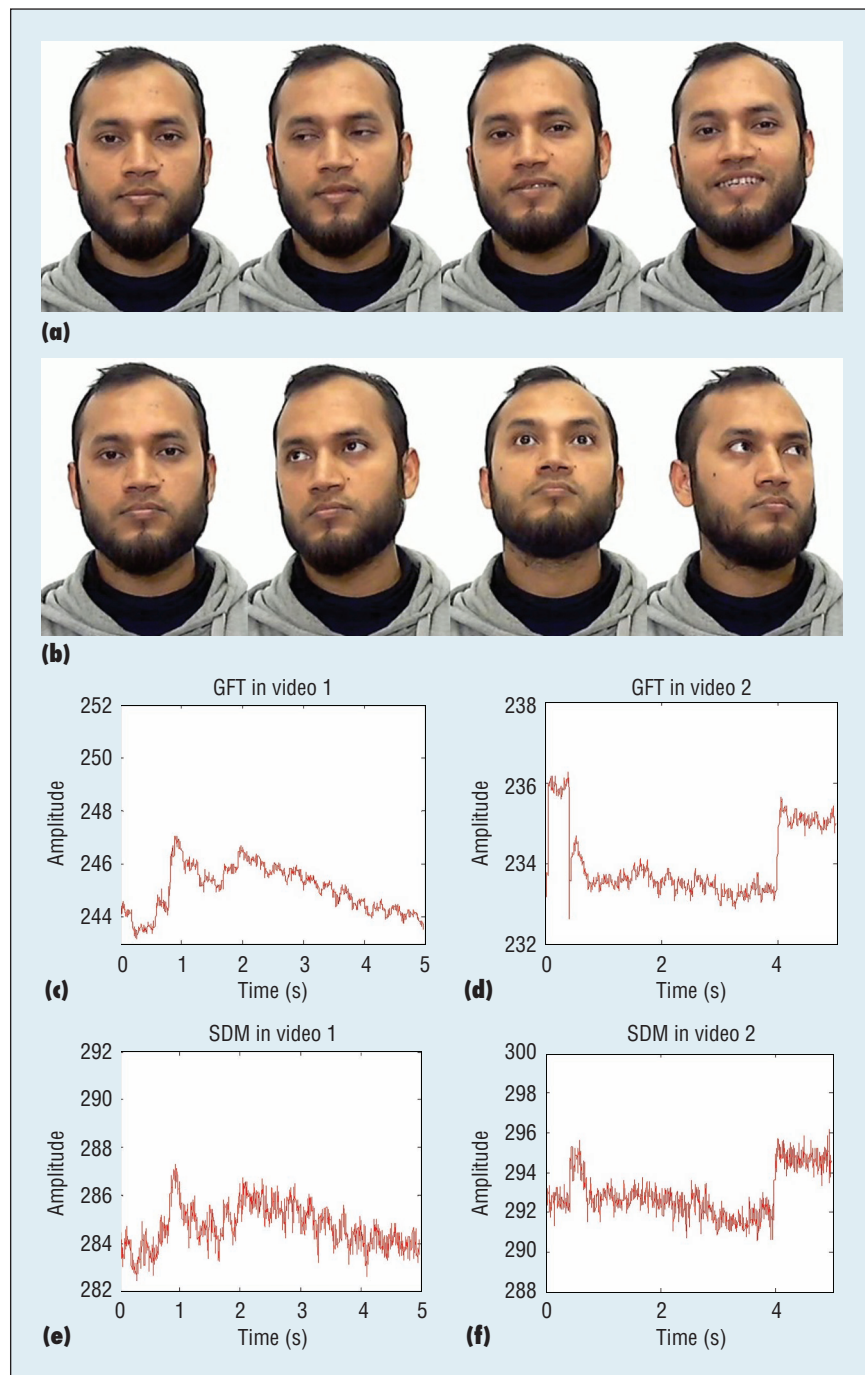 (a)
(b)
GFT in video 1
252
250
248
246
244
Amplitude
0 1 2 3 4 5
Time (s)
(c)
GFT in video 2
238
236
233
232
Amplitude
0 2 4
Time (s)
(d)
SDM in video 1
292
290
288
286
284
282
Amplitude
0 1 2 3 4 5
Time (s)
(e)
SDM in video 2
300
298
296
295
292
290
288
Amplitude
0 2 4
Time (s)
(f)